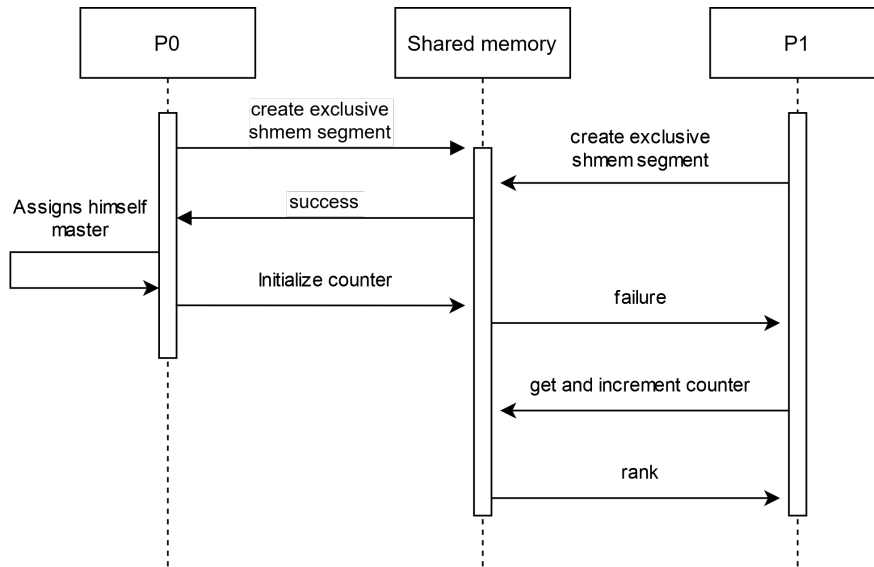 P0
Shared memory
P1
create exclusive
shmem segment
create exclusive
shmem segment
success
Assigns himself
master
Initialize counter
failure
get and increment counter
rank